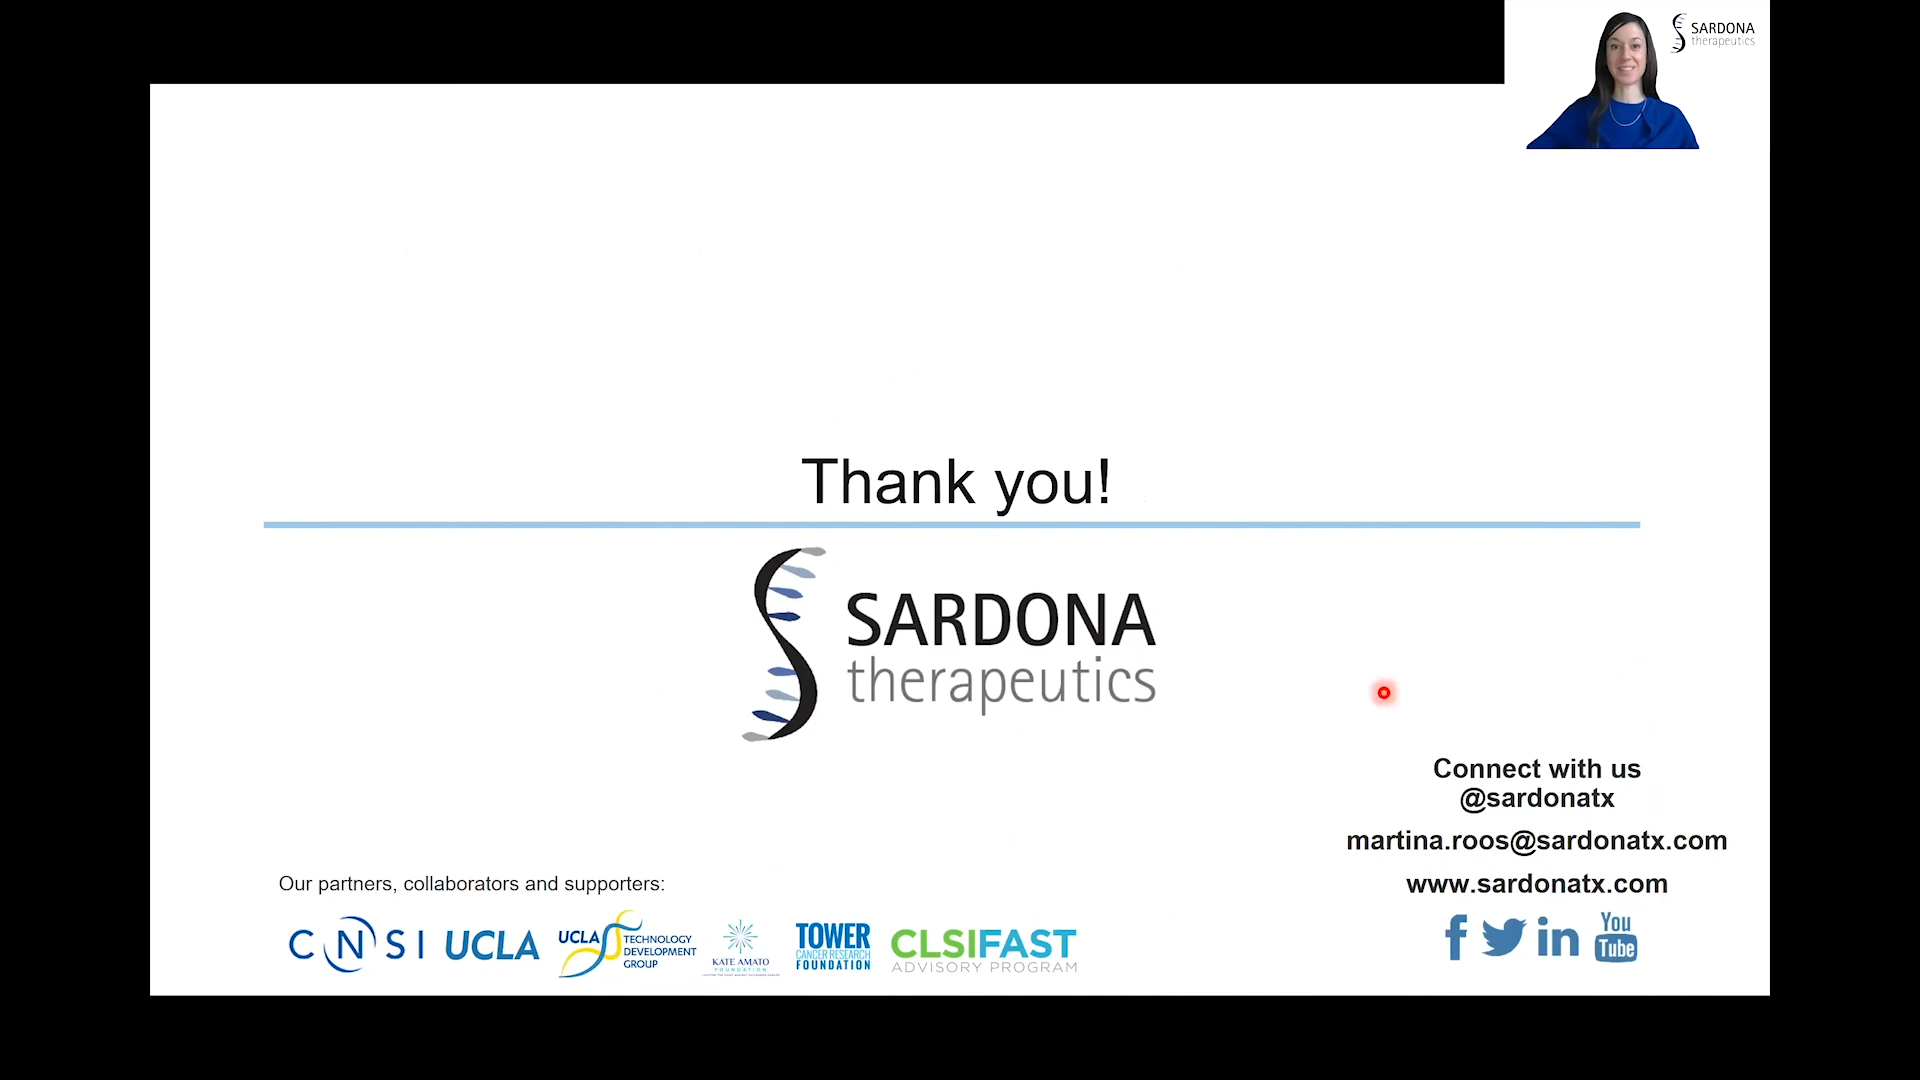 SARDONA
therapeutics
Thank you!
SARDONA
therapeutics
Connect with us
@sardonatx
martina.roos@sardonatx.com
www.sardonatx.com
Our partners, collaborators and supporters:
CNSI UCLA
UCLA TECHNOLOGY
DEVELOPMENT
GROUP
KATE AMATO
FOUNDATION
TOWER
CANCER RESEARCH
FOUNDATION
CLSIFAST
ADVISORY PROGRAM
f
in
You
Tube